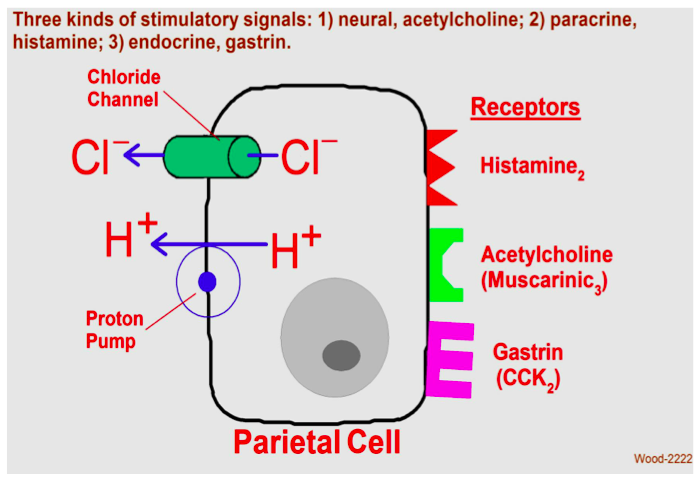 Three kinds of stimulatory signals: 1) neural, acetylcholine; 2) paracrine,
histamine; 3) endocrine, gastrin.
Chloride
Channel
Cl⁻
Cl⁻
H⁺
H⁺
Proton
Pump
Receptors
Histamine₂
Acetylcholine
(Muscarinic₃)
Gastrin
(CCK₂)
Parietal Cell
Wood-2222